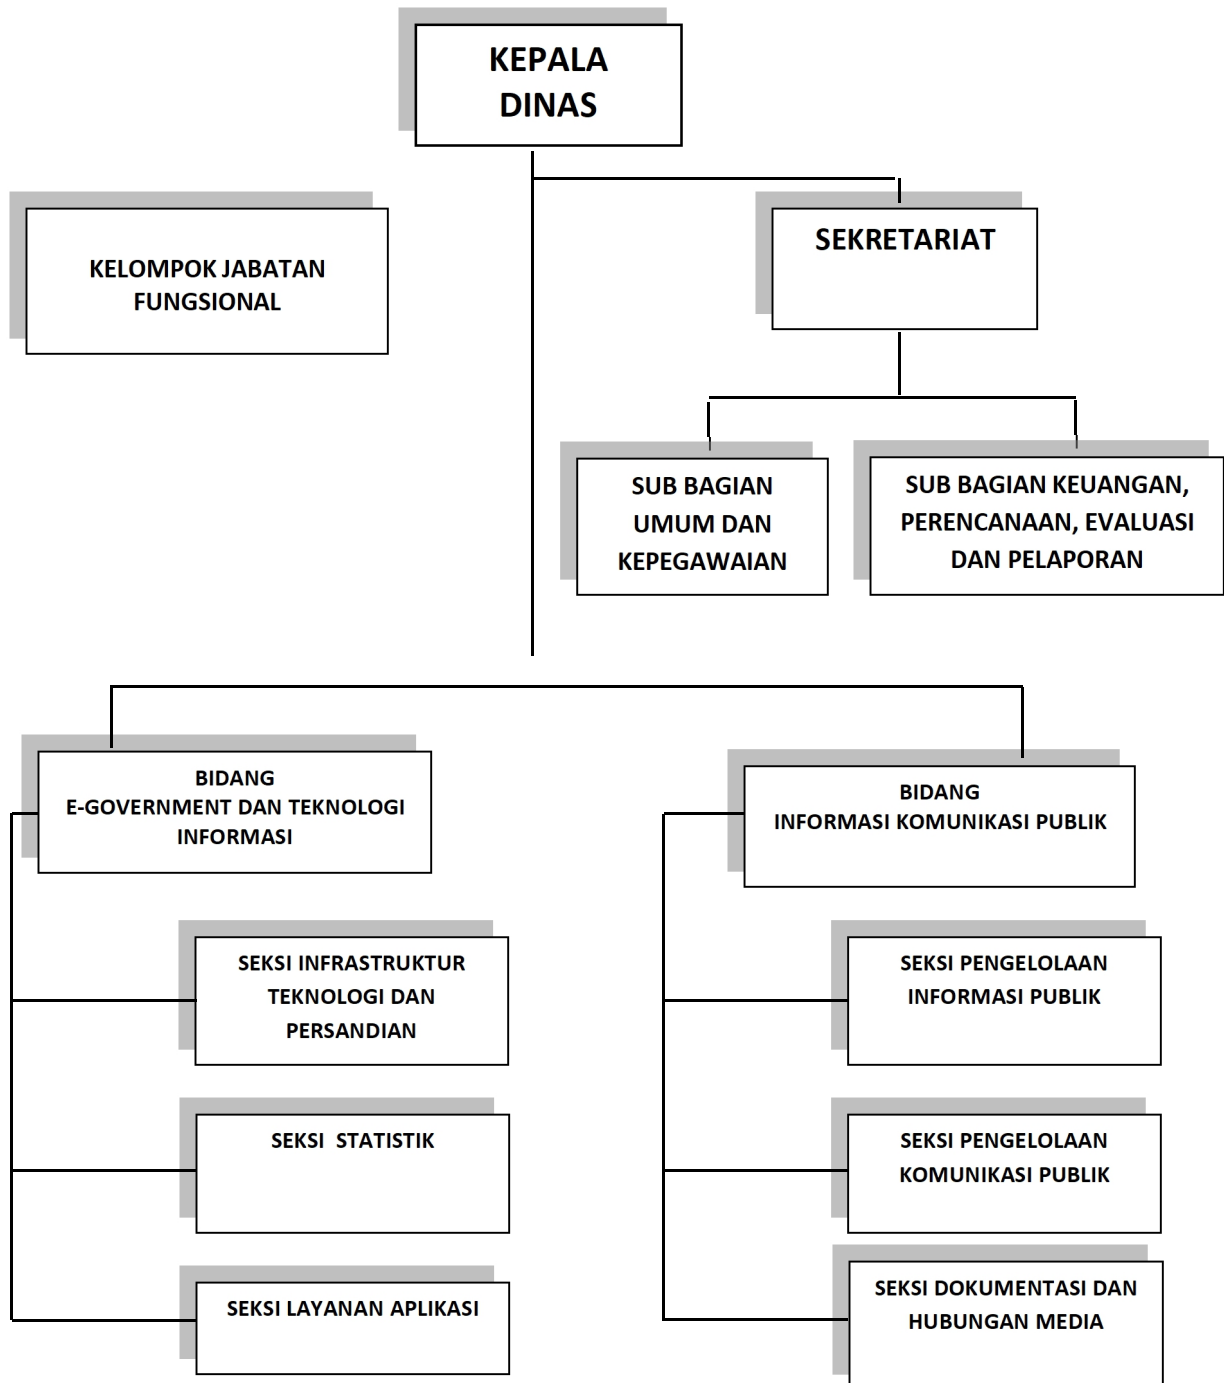 KEPALA
DINAS
KELOMPOK JABATAN
FUNGSIONAL
SEKRETARIAT
SUB BAGIAN
UMUM DAN
KEPEGAWAIAN
SUB BAGIAN KEUANGAN,
PERENCANAAN, EVALUASI
DAN PELAPORAN
BIDANG
E-GOVERNMENT DAN TEKNOLOGI
INFORMASI
SEKSI INFRASTRUKTUR
TEKNOLOGI DAN
PERSANDIAN
SEKSI  STATISTIK
SEKSI LAYANAN APLIKASI
BIDANG
INFORMASI KOMUNIKASI PUBLIK
SEKSI PENGELOLAAN
INFORMASI PUBLIK
SEKSI PENGELOLAAN
KOMUNIKASI PUBLIK
SEKSI DOKUMENTASI DAN
HUBUNGAN MEDIA